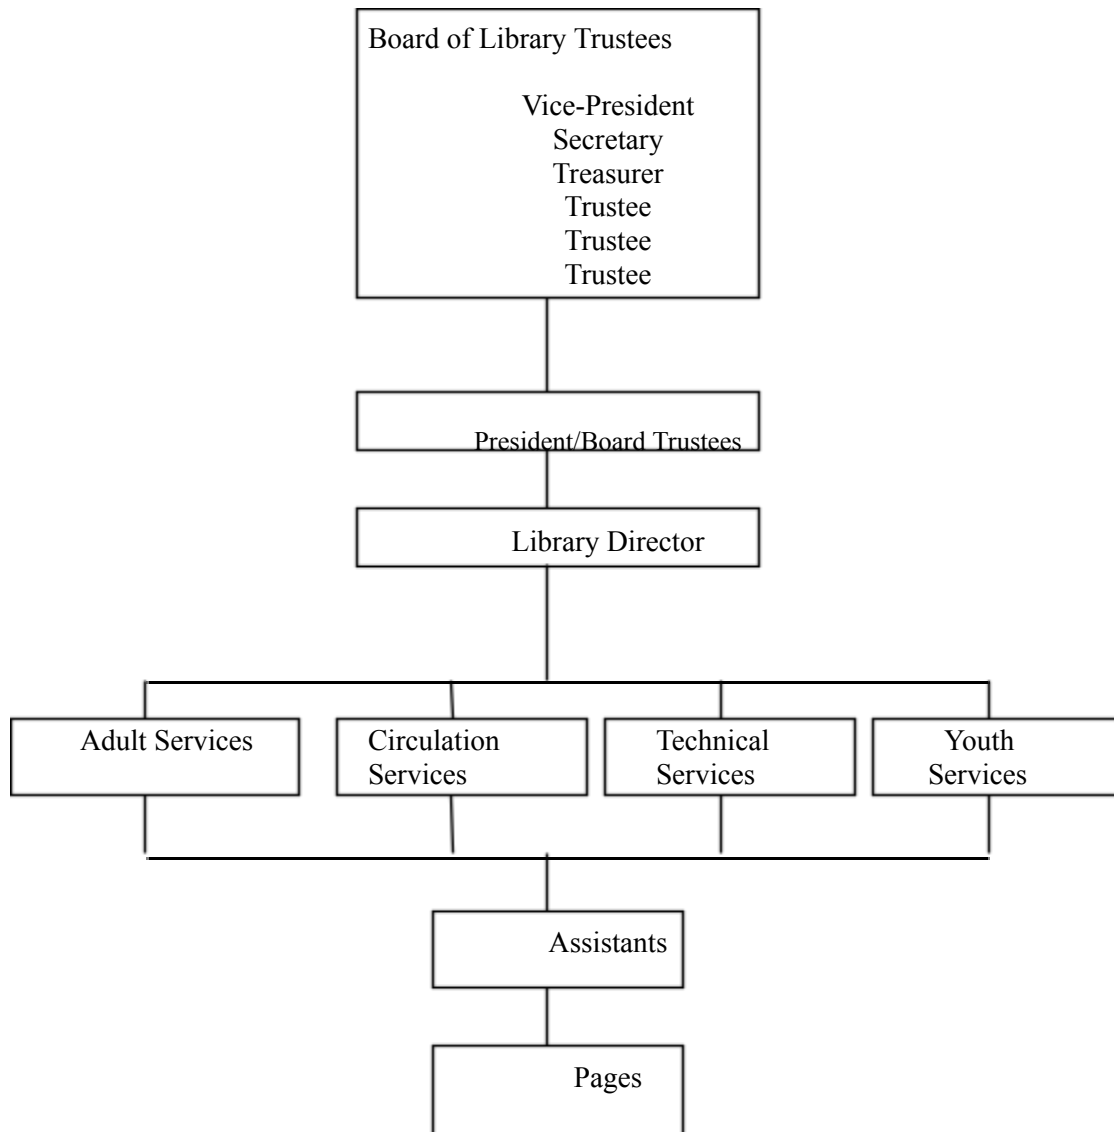 Board of Library Trustees
Vice-President
Secretary
Treasurer
Trustee
Trustee
Trustee
President/Board Trustees
Library Director
Adult Services
Circulation
Services
Technical
Services
Youth
Services
Assistants
Pages